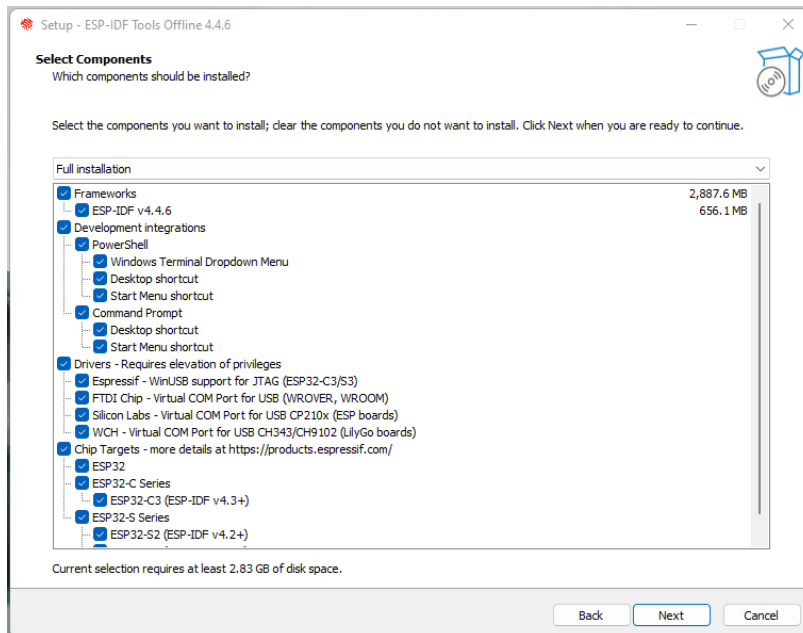 Setup - ESP-IDF Tools Offline 4.4.6
Select Components
Which components should be installed?
Select the components you want to install; clear the components you do not want to install. Click Next when you are ready to continue.
Full installation
Frameworks 2,887.6 MB
ESP-IDF v4.4.6 656.1 MB
Development integrations
PowerShell
Windows Terminal Dropdown Menu
Desktop shortcut
Start Menu shortcut
Command Prompt
Desktop shortcut
Start Menu shortcut
Drivers - Requires elevation of privileges
Espressif - WinUSB support for JTAG (ESP32-C3/S3)
FTDI Chip - Virtual COM Port for USB (WROVER, WROOM)
Silicon Labs - Virtual COM Port for USB CP210x (ESP boards)
WCH - Virtual COM Port for USB CH343/CH9102 (LilyGo boards)
Chip Targets - more details at https://products.espressif.com/
ESP32
ESP32-C Series
ESP32-C3 (ESP-IDF v4.3+)
ESP32-S Series
ESP32-S2 (ESP-IDF v4.2+)
Current selection requires at least 2.83 GB of disk space.
Back Next Cancel